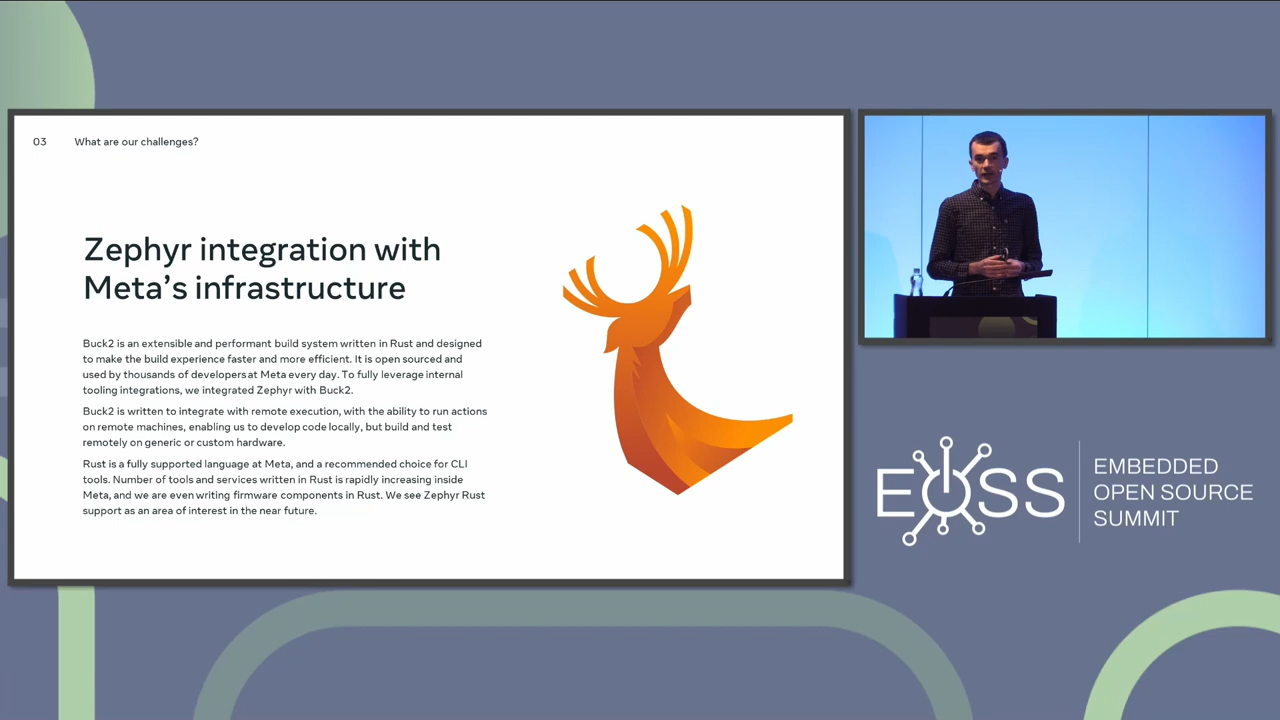 03 What are our challenges?
Zephyr integration with
Meta's infrastructure
Buck2 is an extensible and performant build system written in Rust and designed
to make the build experience faster and more efficient. It is open sourced and
used by thousands of developers at Meta every day. To fully leverage internal
tooling integrations, we integrated Zephyr with Buck2.
Buck2 is written to integrate with remote execution, with the ability to run actions
on remote machines, enabling us to develop code locally, but build and test
remotely on generic or custom hardware.
Rust is a fully supported language at Meta, and a recommended choice for CLI
tools. Number of tools and services written in Rust is rapidly increasing inside
Meta, and we are even writing firmware components in Rust. We see Zephyr Rust
support as an area of interest in the near future.
EOSS
EMBEDDED
OPEN SOURCE
SUMMIT